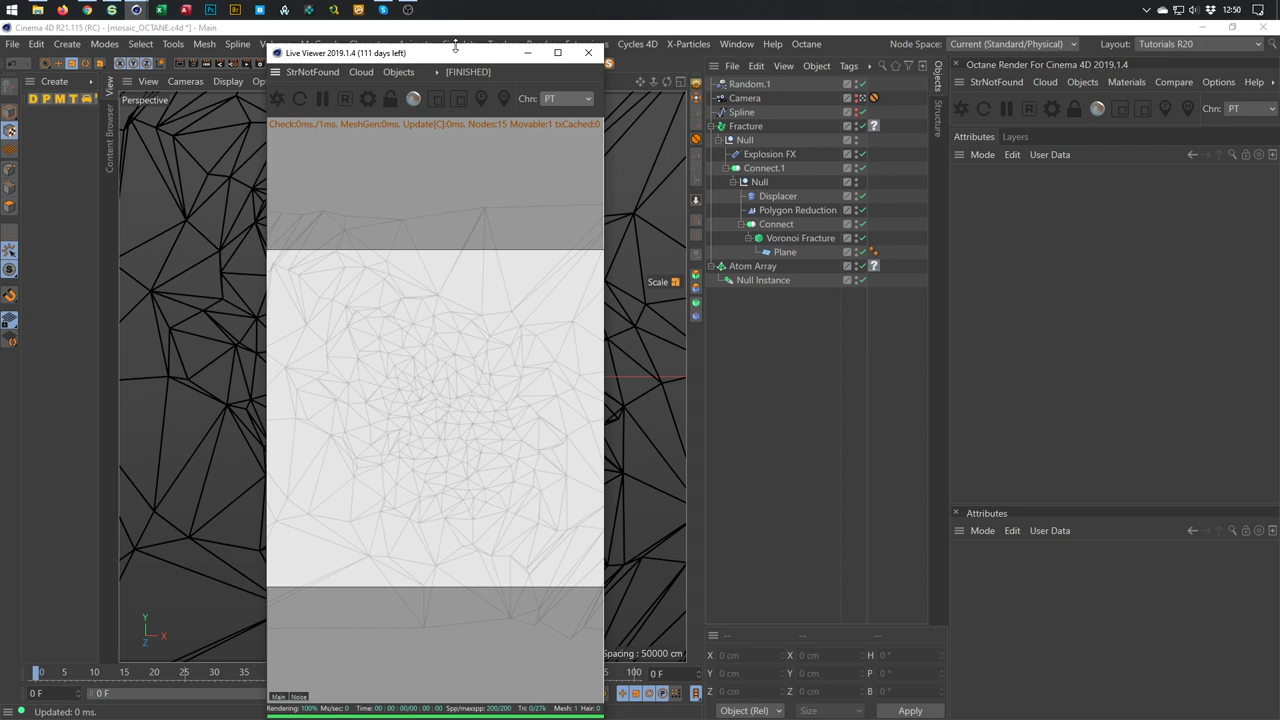 12:50
Cinema 4D R21.115 (RC) - [mosaic_OCTANE.c4d *] - Main
File Edit Create Modes Select Tools Mesh Spline
Cycles 4D X-Particles Window Octane
Node Space: Current (Standard/Physical) Layout: Tutorials R20
Create
D P M T
View
Content Browser
View Cameras Display
Perspective
Live Viewer 2019.1.4 (111 days left)
StrNotFound Cloud Objects [FINISHED]
Chn: PT
Check:0ms./1ms. MeshGen:0ms. Update[C]:0ms. Nodes:15 Movable:1 txCached:0
Main Noise
Rendering: 100% Ms/sec: 0 Time: 00 : 00 : 00/00 : 00 : 00 Spp/maxspp: 200/200 Tri: 0/27k Mesh: 1 Hair: 0
Scale
Spacing : 50000 cm
Y
X
Z
0 5 10 15 20 25
100 0 F
0 F 0 F
Updated: 0 ms.
File Edit View Object Tags
Random.1
Camera
Spline
Fracture
Null
Explosion FX
Connect.1
Null
Displacer
Polygon Reduction
Connect
Voronoi Fracture
Plane
Atom Array
Null Instance
Objects
Structure
-- -- --
X 0 cm X 0 cm H 0 °
Y 0 cm Y 0 cm P 0 °
Z 0 cm Z 0 cm B 0 °
Object (Rel) Size Apply
Octane Render For Cinema 4D 2019.1.4
StrNotFound Cloud Objects Materials Compare Options Help
Chn: PT
Attributes Layers
Mode Edit User Data
Attributes
Mode Edit User Data